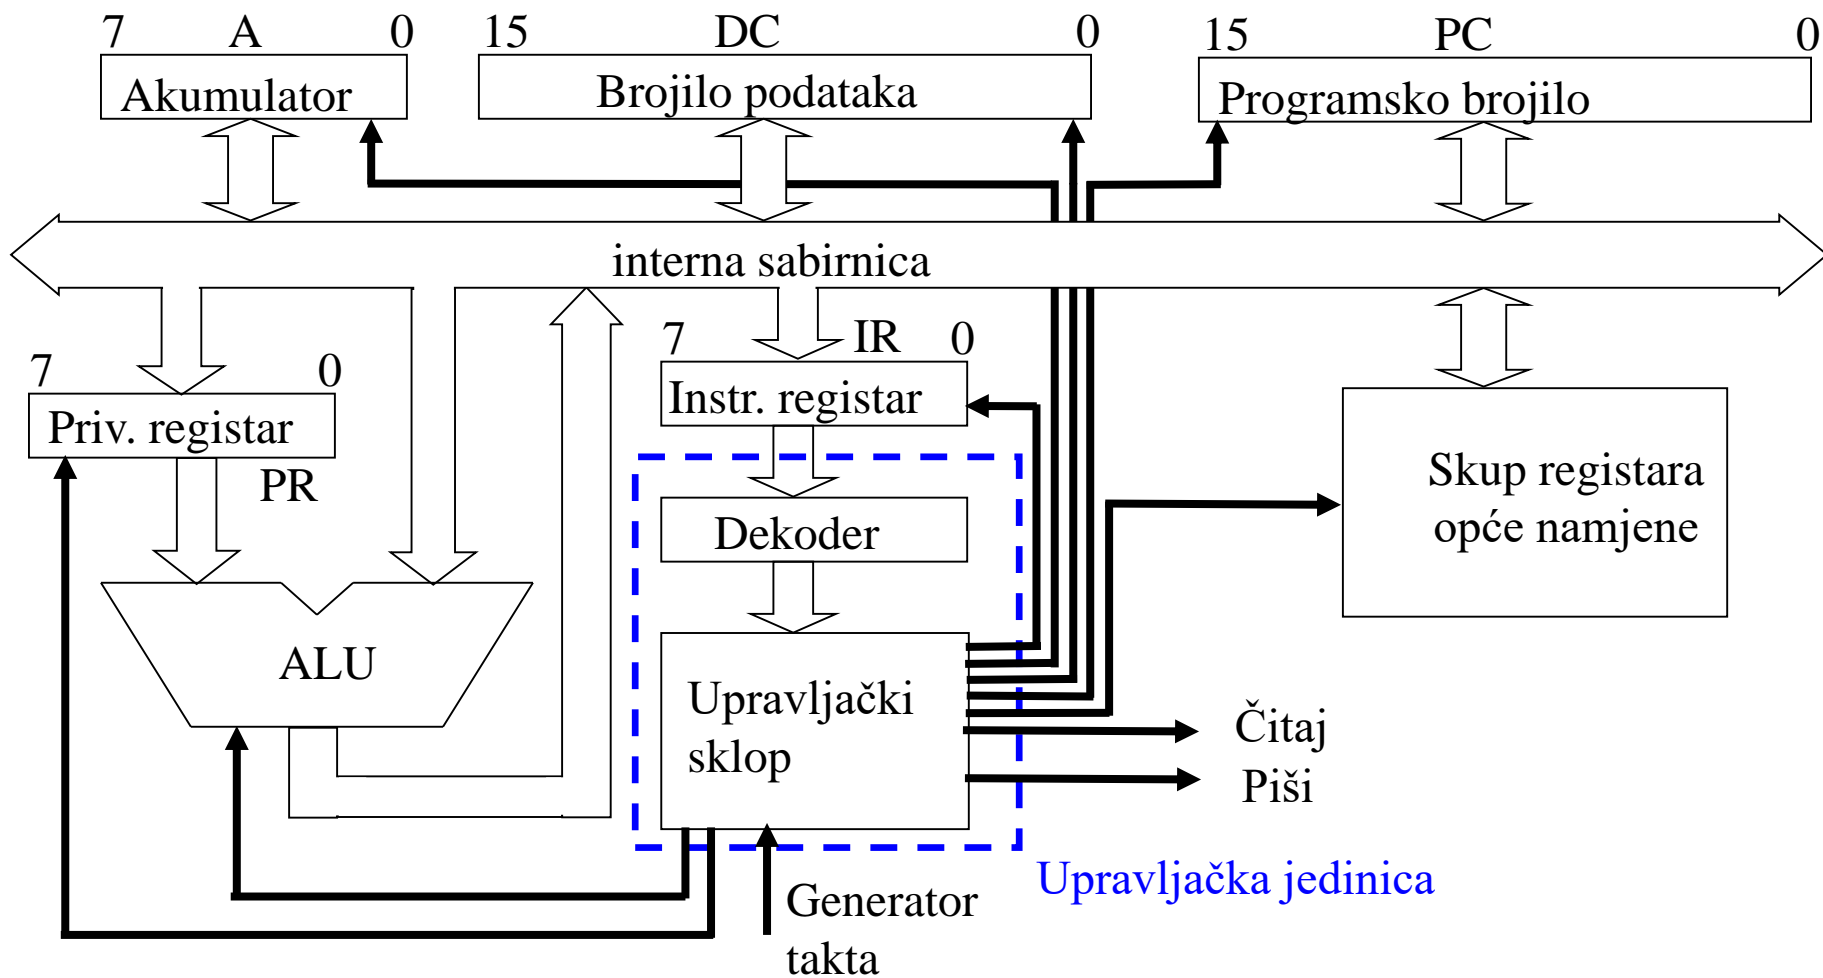 7 A 0
15 DC 0
15 PC 0
Akumulator
Brojilo podataka
Programsko brojilo
interna sabirnica
7 IR 0
7 0
Instr. registar
Priv. registar
PR
Skup registara
opće namjene
Dekoder
ALU
Upravljački
sklop
Čitaj
Piši
Upravljačka jedinica
Generator
takta